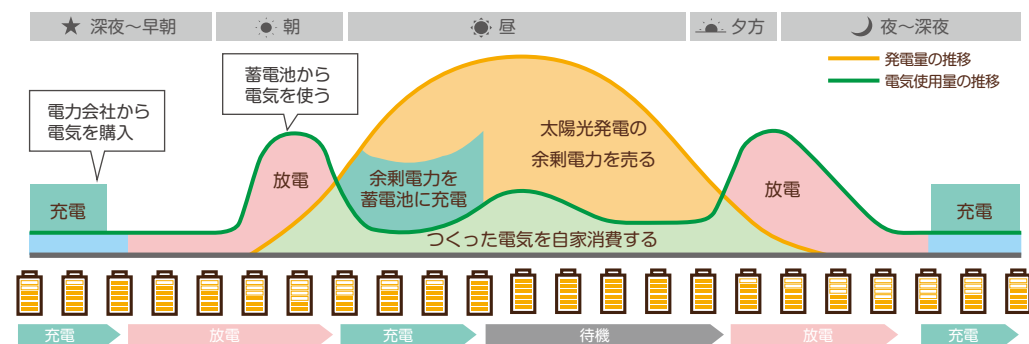 深夜～早朝
朝
昼
夕方
夜～深夜
発電量の推移
電気使用量の推移
蓄電池から
電気を使う
電力会社から
電気を購入
太陽光発電の
余剰電力を売る
充電
放電
余剰電力を
蓄電池に充電
放電
充電
つくった電気を自家消費する
充電
放電
充電
待機
放電
充電